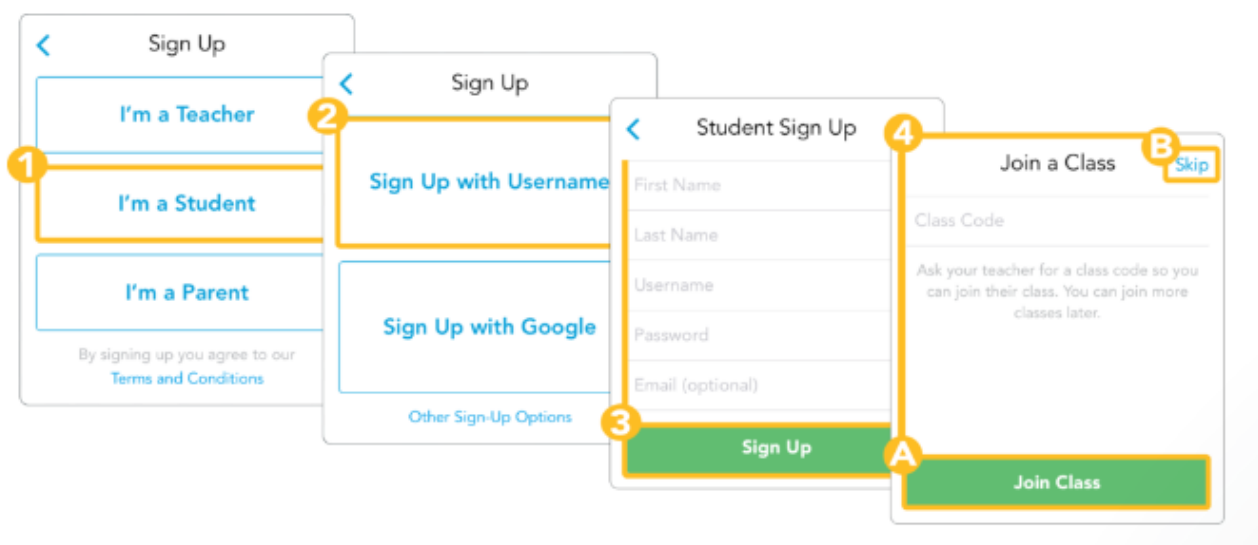 Sign Up
I'm a Teacher
1
I'm a Student
I'm a Parent
By signing up you agree to our
Terms and Conditions
Sign Up
2
Sign Up with Username
Sign Up with Google
Other Sign-Up Options
Student Sign Up
First Name
Last Name
Username
Password
Email (optional)
3
Sign Up
4
B
Join a Class
Skip
Class Code
Ask your teacher for a class code so you
can join their class. You can join more
classes later.
A
Join Class